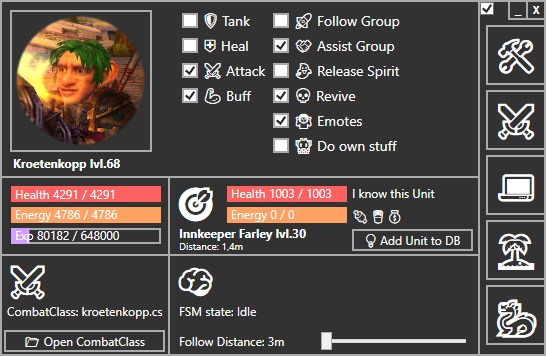 Tank
Follow Group
Heal
Assist Group
Attack
Release Spirit
Buff
Revive
Emotes
Do own stuff
_ X
Kroetenkopp lvl.68
Health 4291 / 4291
Energy 4786 / 4786
Exp 80182 / 648000
Health 1003 / 1003
Energy 0 / 0
Innkeeper Farley lvl.30
Distance: 1,4m
I know this Unit
Add Unit to DB
CombatClass: kroetenkopp.cs
Open CombatClass
FSM state: Idle
Follow Distance: 3m